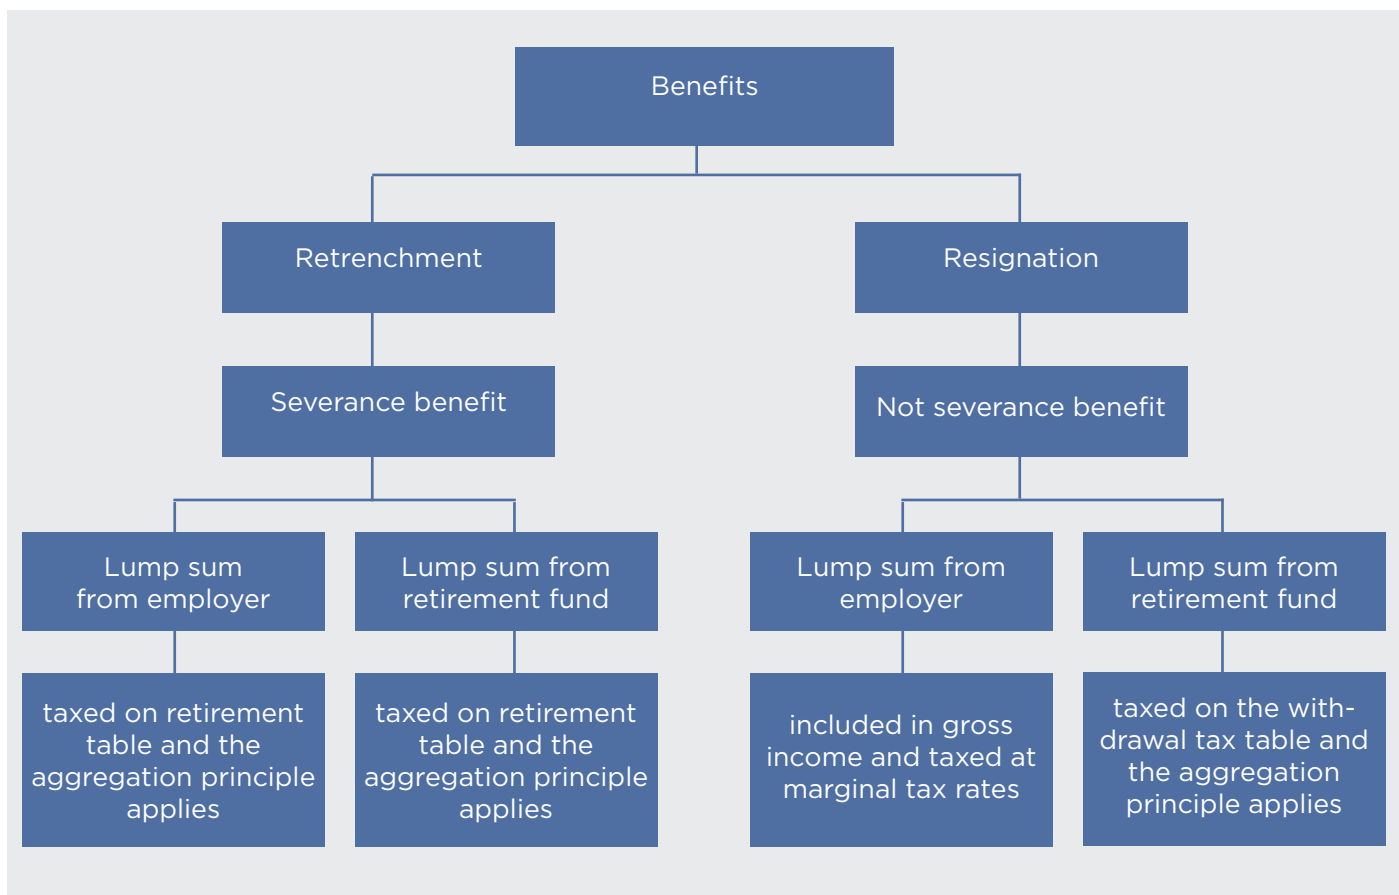 Benefits
Retrenchment
Resignation
Severance benefit
Not severance benefit
Lump sum
from employer
Lump sum from
retirement fund
Lump sum from
employer
Lump sum from
retirement fund
taxed on retirement
table and the
aggregation principle
applies
taxed on retirement
table and the
aggregation principle
applies
included in gross
income and taxed at
marginal tax rates
taxed on the with-
drawal tax table and
the aggregation
principle applies